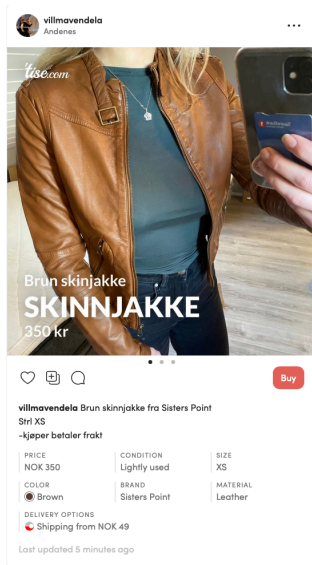 villmavendela
Andenes
'tise.com
Brun skinjakke
SKINNJAKKE
350 kr
Buy
villmavendela Brun skinnjakke fra Sisters Point
Strl XS
-kjøper betaler frakt
PRICE CONDITION SIZE
NOK 350 Lightly used XS
COLOR BRAND MATERIAL
Brown Sisters Point Leather
DELIVERY OPTIONS
Shipping from NOK 49
Last updated 5 minutes ago